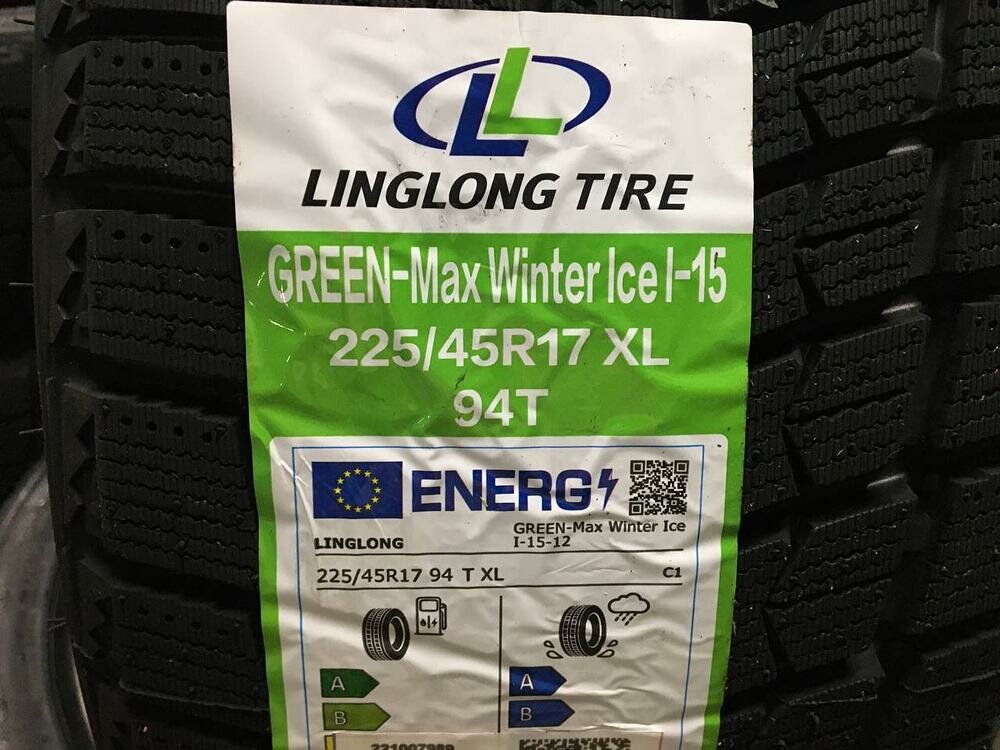 LINGLONG TIRE
GREEN-Max Winter Ice I-15
225/45R17 XL
94T
ENERG
LINGLONG
GREEN-Max Winter Ice
I-15-12
225/45R17 94 T XL
C1
A
A
B
B
221007989